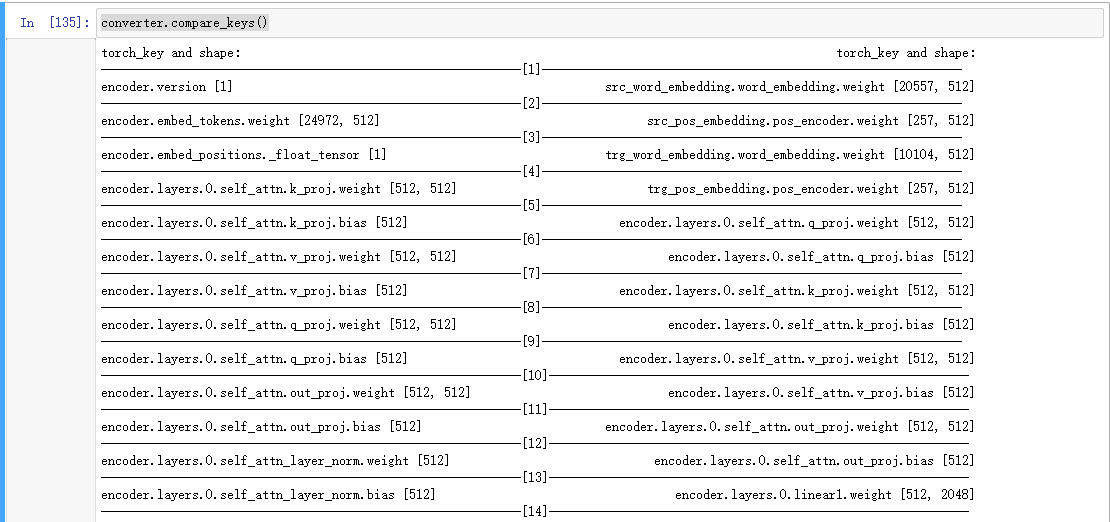 In [135]: converter.compare_keys()
torch_key and shape: torch_key and shape:
[1]
encoder.version [1] src_word_embedding.word_embedding.weight [20557, 512]
[2]
encoder.embed_tokens.weight [24972, 512] src_pos_embedding.pos_encoder.weight [257, 512]
[3]
encoder.embed_positions._float_tensor [1] trg_word_embedding.word_embedding.weight [10104, 512]
[4]
encoder.layers.0.self_attn.k_proj.weight [512, 512] trg_pos_embedding.pos_encoder.weight [257, 512]
[5]
encoder.layers.0.self_attn.k_proj.bias [512] encoder.layers.0.self_attn.q_proj.weight [512, 512]
[6]
encoder.layers.0.self_attn.v_proj.weight [512, 512] encoder.layers.0.self_attn.q_proj.bias [512]
[7]
encoder.layers.0.self_attn.v_proj.bias [512] encoder.layers.0.self_attn.k_proj.weight [512, 512]
[8]
encoder.layers.0.self_attn.q_proj.weight [512, 512] encoder.layers.0.self_attn.k_proj.bias [512]
[9]
encoder.layers.0.self_attn.q_proj.bias [512] encoder.layers.0.self_attn.v_proj.weight [512, 512]
[10]
encoder.layers.0.self_attn.out_proj.weight [512, 512] encoder.layers.0.self_attn.v_proj.bias [512]
[11]
encoder.layers.0.self_attn.out_proj.bias [512] encoder.layers.0.self_attn.out_proj.weight [512, 512]
[12]
encoder.layers.0.self_attn_layer_norm.weight [512] encoder.layers.0.self_attn.out_proj.bias [512]
[13]
encoder.layers.0.self_attn_layer_norm.bias [512] encoder.layers.0.linear1.weight [512, 2048]
[14]